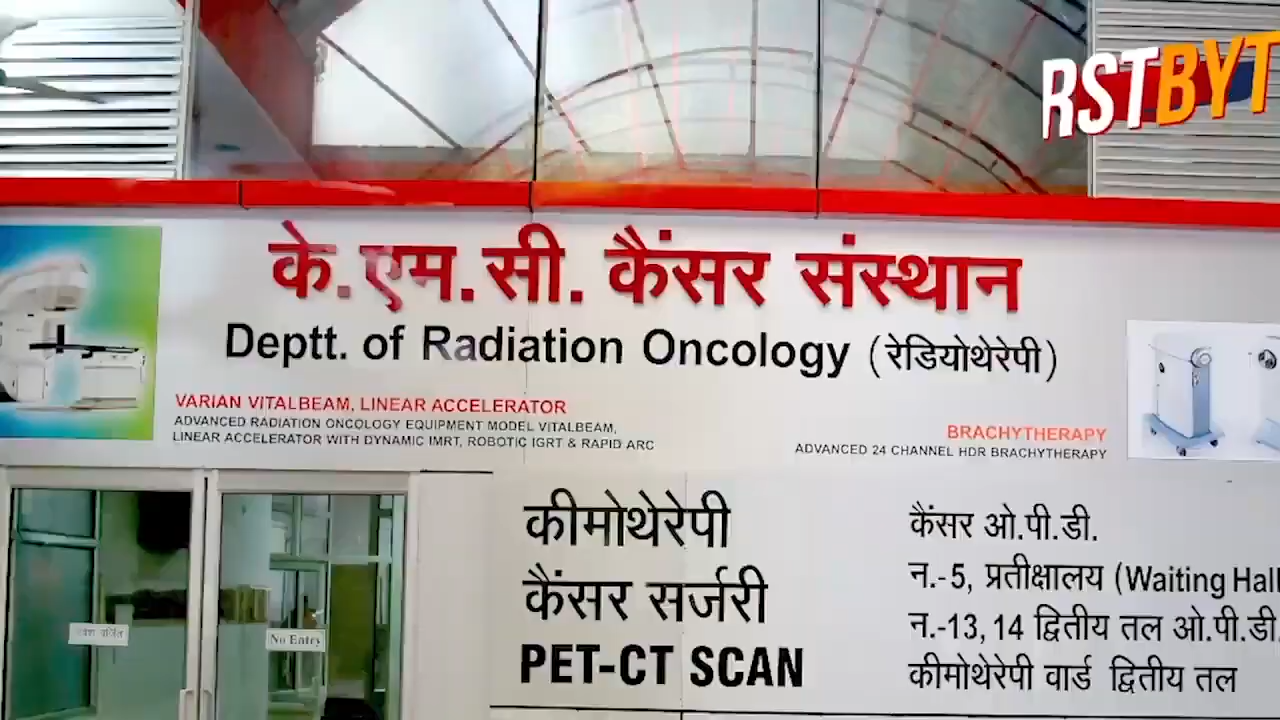 RSTBYT
के.एम.सी. कैंसर संस्थान
Deptt. of Radiation Oncology (रेडियोथेरेपी)
VARIAN VITALBEAM, LINEAR ACCELERATOR
ADVANCED RADIATION ONCOLOGY EQUIPMENT MODEL VITALBEAM,
LINEAR ACCELERATOR WITH DYNAMIC IMRT, ROBOTIC IGRT & RAPID ARC
BRACHYTHERAPY
ADVANCED 24 CHANNEL HDR BRACHYTHERAPY
कीमोथेरेपी
कैंसर सर्जरी
PET-CT SCAN
कैंसर ओ.पी.डी.
न.-5, प्रतीक्षालय (Waiting Hall
न.-13, 14 द्वितीय तल ओ.पी.डी.
कीमोथेरेपी वार्ड द्वितीय तल
No Entry